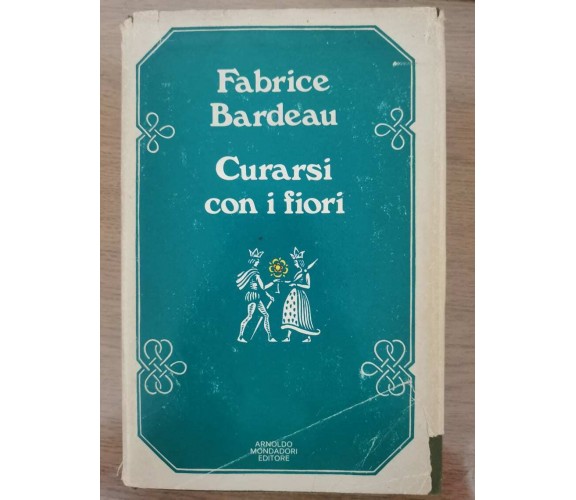 Fabrice
Bardeau
Curarsi
con i fiori
ARNOLDO
MONDADORI
EDITORE